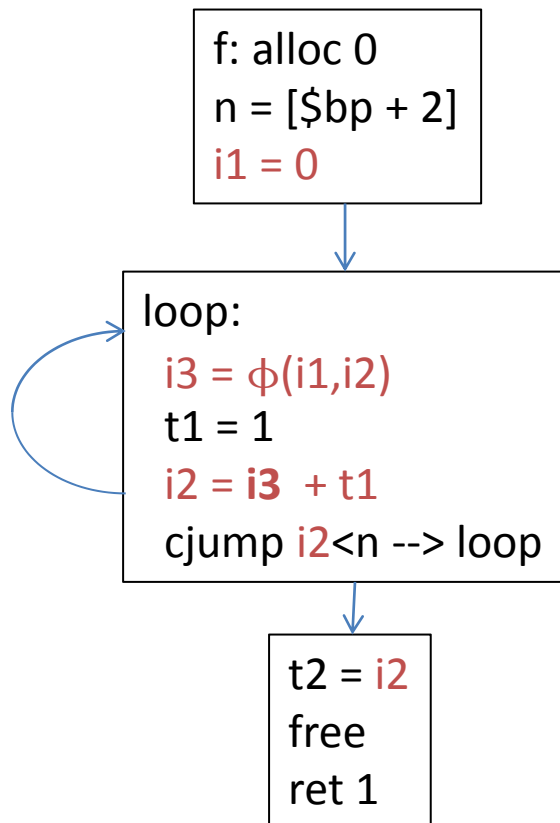 f: alloc 0
n = [$bp + 2]
i1 = 0
loop:
i3 = ϕ(i1,i2)
t1 = 1
i2 = i3 + t1
cjump i2<n --> loop
t2 = i2
free
ret 1